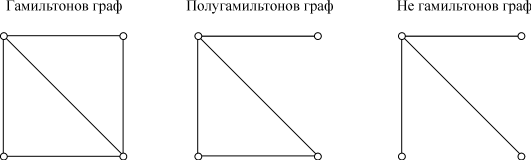 Гамильтонов граф
Полугамильтонов граф
Не гамильтонов граф